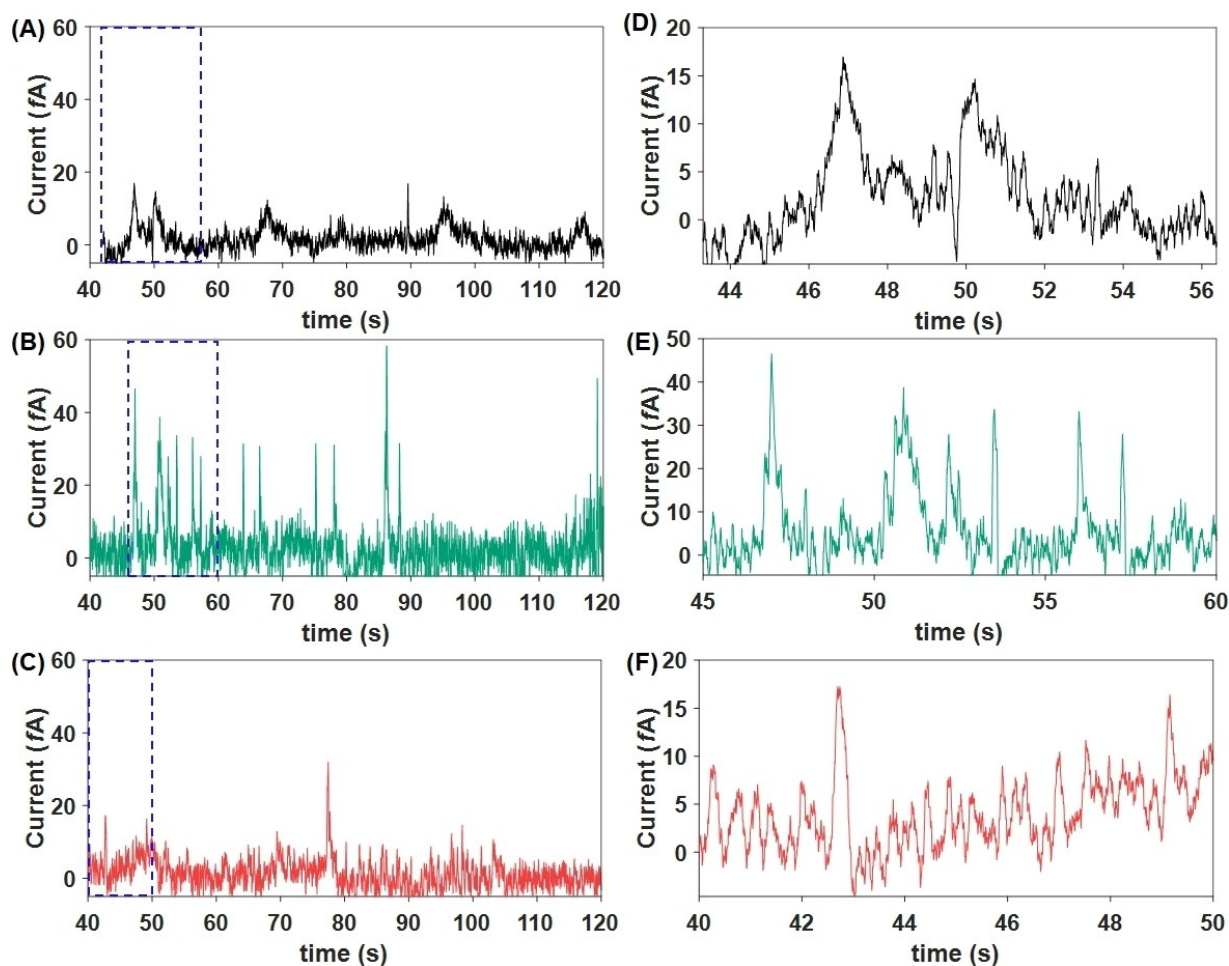 (A)
60
40
20
0
Current (fA)
40 50 60 70 80 90 100 110 120
time (s)
(D)
20
15
10
5
0
Current (fA)
44 46 48 50 52 54 56
time (s)
(B)
60
40
20
0
Current (fA)
40 50 60 70 80 90 100 110 120
time (s)
(E)
50
40
30
20
10
0
Current (fA)
45 50 55 60
time (s)
(C)
60
40
20
0
Current (fA)
40 50 60 70 80 90 100 110 120
time (s)
(F)
20
15
10
5
0
Current (fA)
40 42 44 46 48 50
time (s)